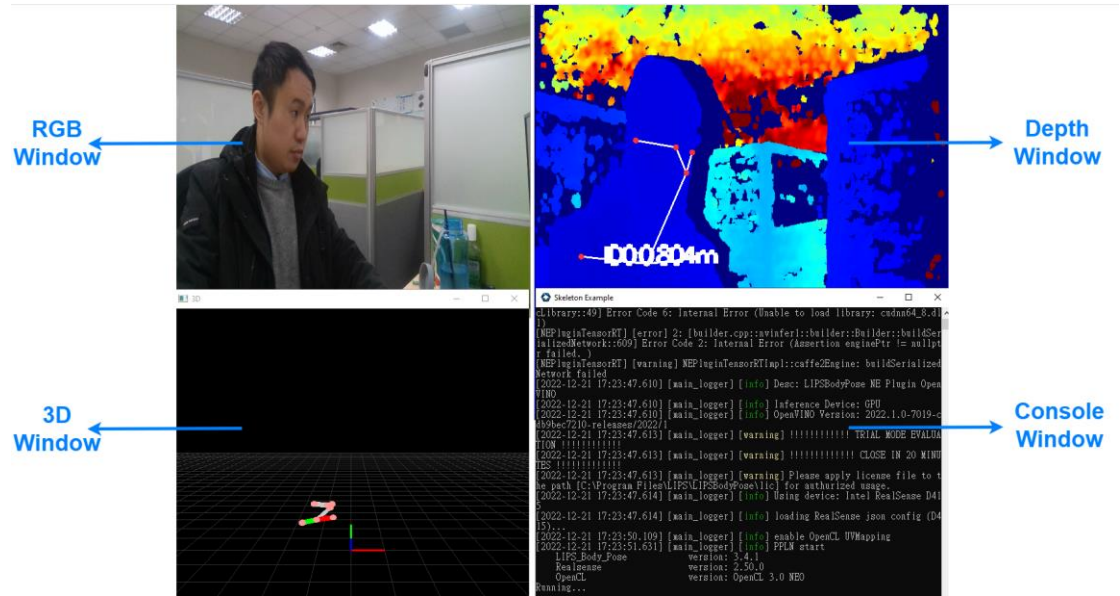 RGB
Window
Depth
Window
ID0:0.804m
3D
Skeleton Example
3D
Window
Console
Window
cLibrary::49] Error Code 6: Internal Error (Unable to load library: cudnn64_8.dl
l)
[NEPluginTensorRT] [error] 2: [builder.cpp::nvinfer1::builder::Builder::buildSer
ializedNetwork::609] Error Code 2: Internal Error (Assertion enginePtr != nullpt
r failed. )
[NEPluginTensorRT] [warning] NEPluginTensorRTImpl::caffe2Engine: buildSerialized
Network failed
[2022-12-21 17:23:47.610] [main_logger] [info] Desc: LIPSBodyPose NE Plugin Open
VINO
[2022-12-21 17:23:47.610] [main_logger] [info] Inference Device: GPU
[2022-12-21 17:23:47.610] [main_logger] [info] OpenVINO Version: 2022.1.0-7019-c
db9bec7210-releases/2022/1
[2022-12-21 17:23:47.613] [main_logger] [warning] !!!!!!!!!!!! TRIAL MODE EVALUA
TION !!!!!!!!!!!!
[2022-12-21 17:23:47.613] [main_logger] [warning] !!!!!!!!!!!!! CLOSE IN 20 MINU
TES !!!!!!!!!!!!!
[2022-12-21 17:23:47.613] [main_logger] [warning] Please apply license file to t
he path [C:\Program Files\LIPS\LIPSBodyPose\lic] for authurized usage.
[2022-12-21 17:23:47.614] [main_logger] [info] Using device: Intel RealSense D41
5
[2022-12-21 17:23:47.614] [main_logger] [info] loading RealSense json config (D4
15)...
[2022-12-21 17:23:50.109] [main_logger] [info] enable OpenCL UVMapping
[2022-12-21 17:23:51.631] [main_logger] [info] PPLN start
LIPS_Body_Pose version: 3.4.1
Realsense version: 2.50.0
OpenCL version: OpenCL 3.0 NEO
Running...